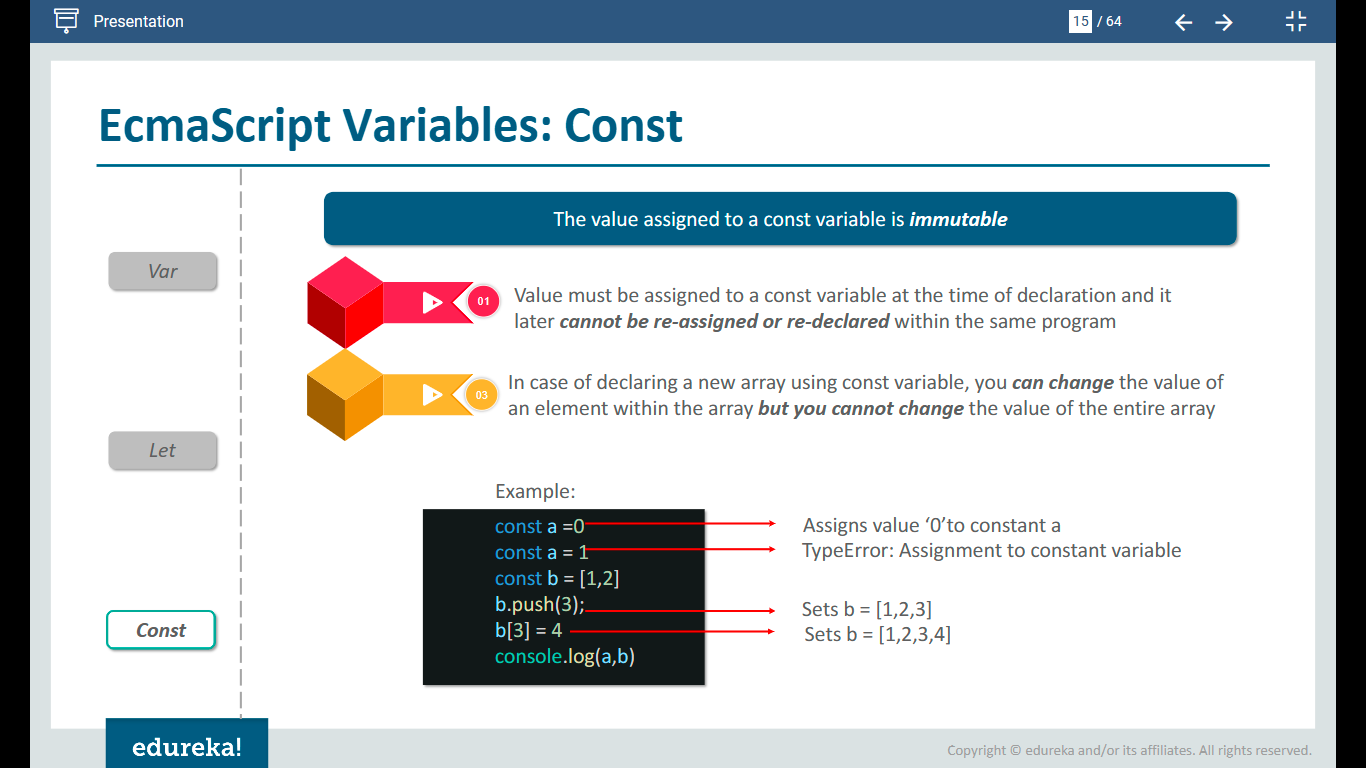 Presentation
15 / 64
EcmaScript Variables: Const
The value assigned to a const variable is immutable
Var
Let
Const
01
Value must be assigned to a const variable at the time of declaration and it
later cannot be re-assigned or re-declared within the same program
03
In case of declaring a new array using const variable, you can change the value of
an element within the array but you cannot change the value of the entire array
Example:
const a =0
const a = 1
const b = [1,2]
b.push(3);
b[3] = 4
console.log(a,b)
Assigns value ‘0’to constant a
TypeError: Assignment to constant variable
Sets b = [1,2,3]
Sets b = [1,2,3,4]
edureka!
Copyright © edureka and/or its affiliates. All rights reserved.